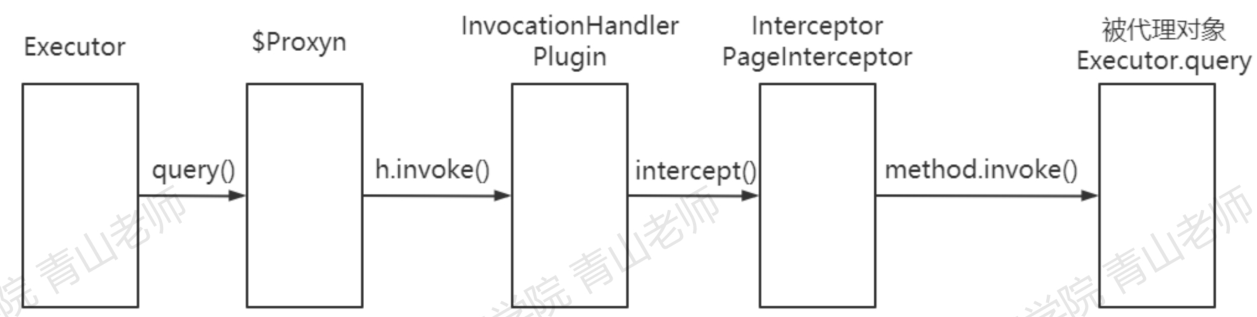 Executor
$Proxyn
InvocationHandler
Plugin
Interceptor
PageInterceptor
被代理对象
Executor.query
query()
h.invoke()
intercept()
method.invoke()
院 青山老师
学院 青山老师
学院 青山老师